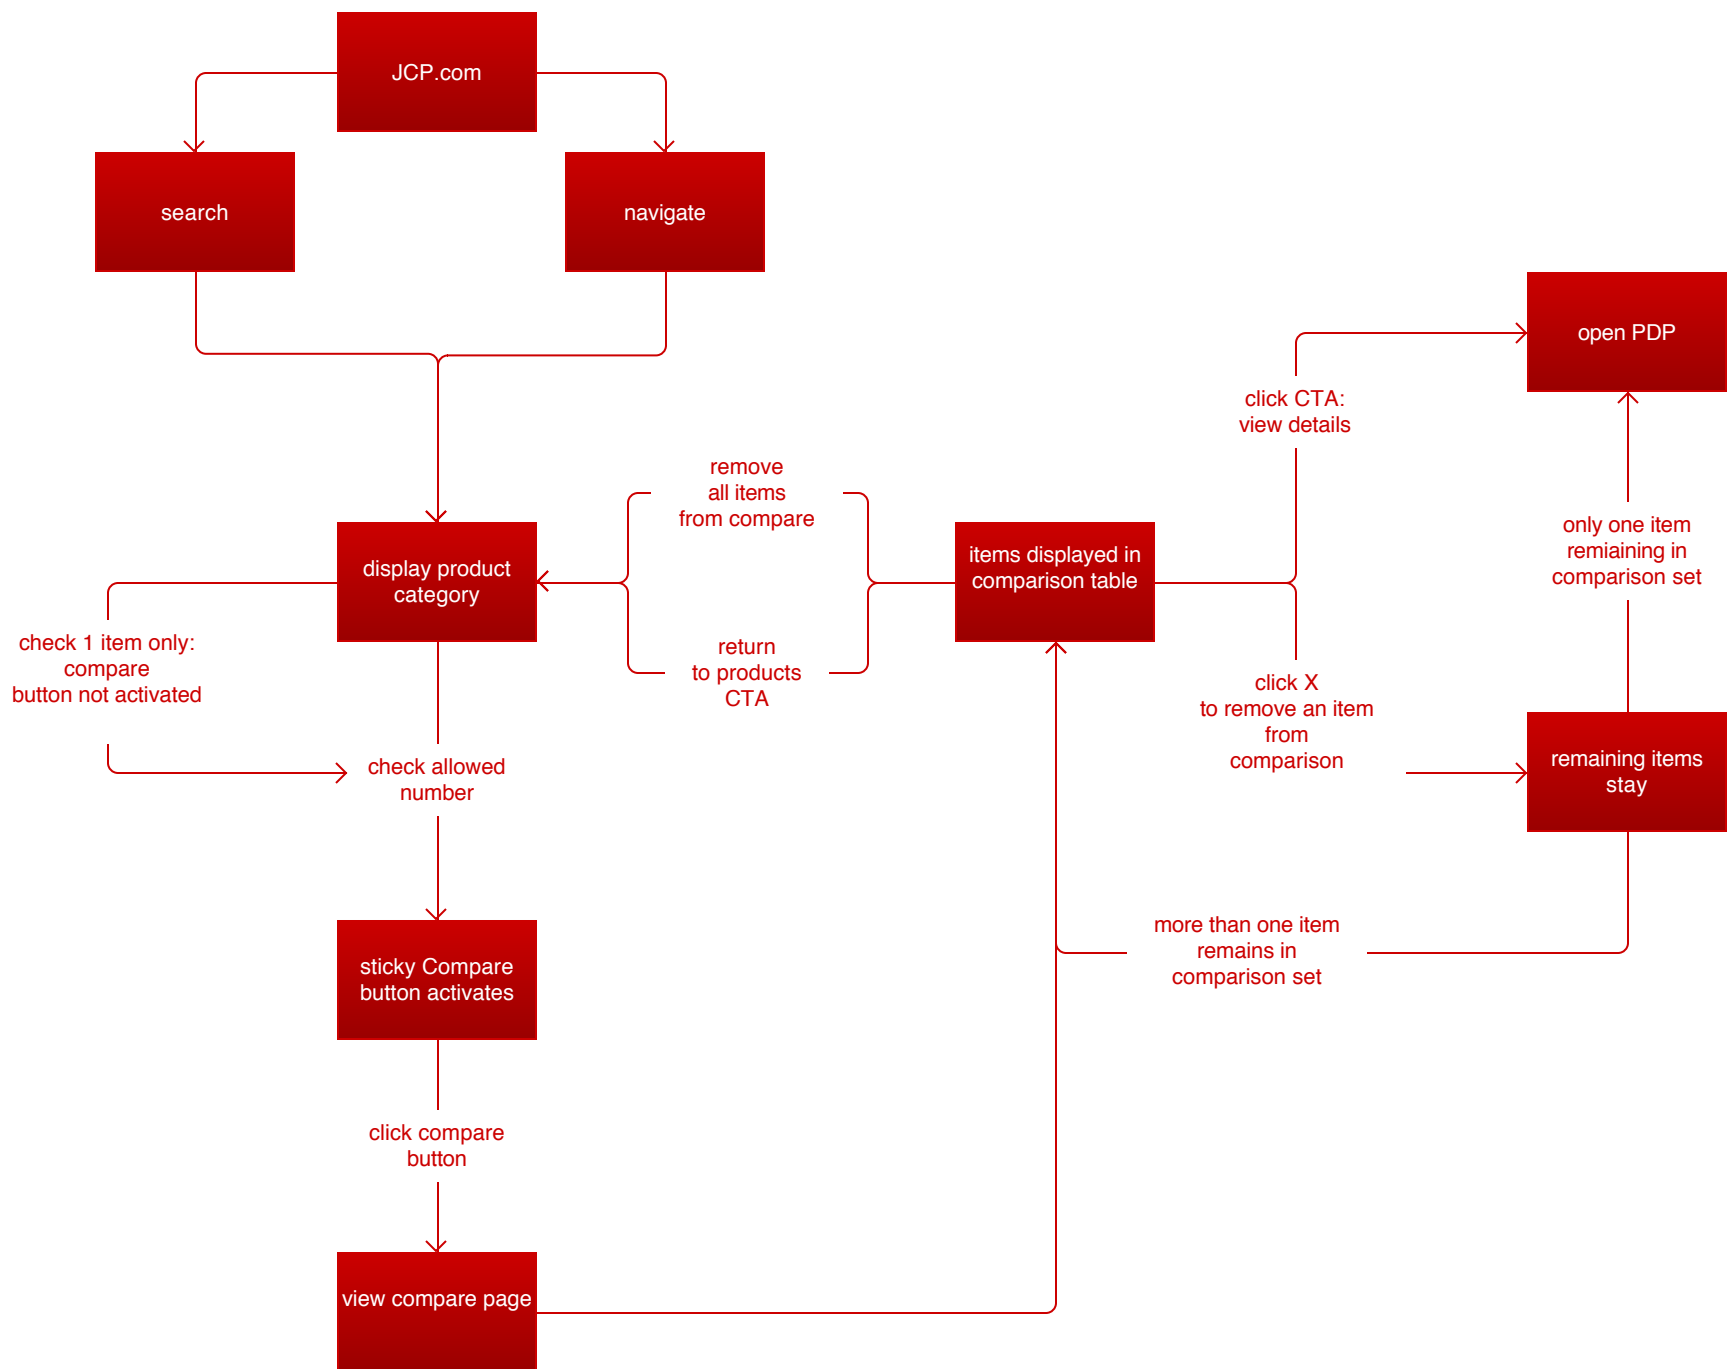 JCP.com
search
navigate
open PDP
click CTA:
view details
remove
all items
from compare
only one item
remiaining in
comparison set
display product
category
items displayed in
comparison table
check 1 item only:
compare
button not activated
return
to products
CTA
click X
to remove an item
from
comparison
remaining items
stay
check allowed
number
more than one item
remains in
comparison set
sticky Compare
button activates
click compare
button
view compare page